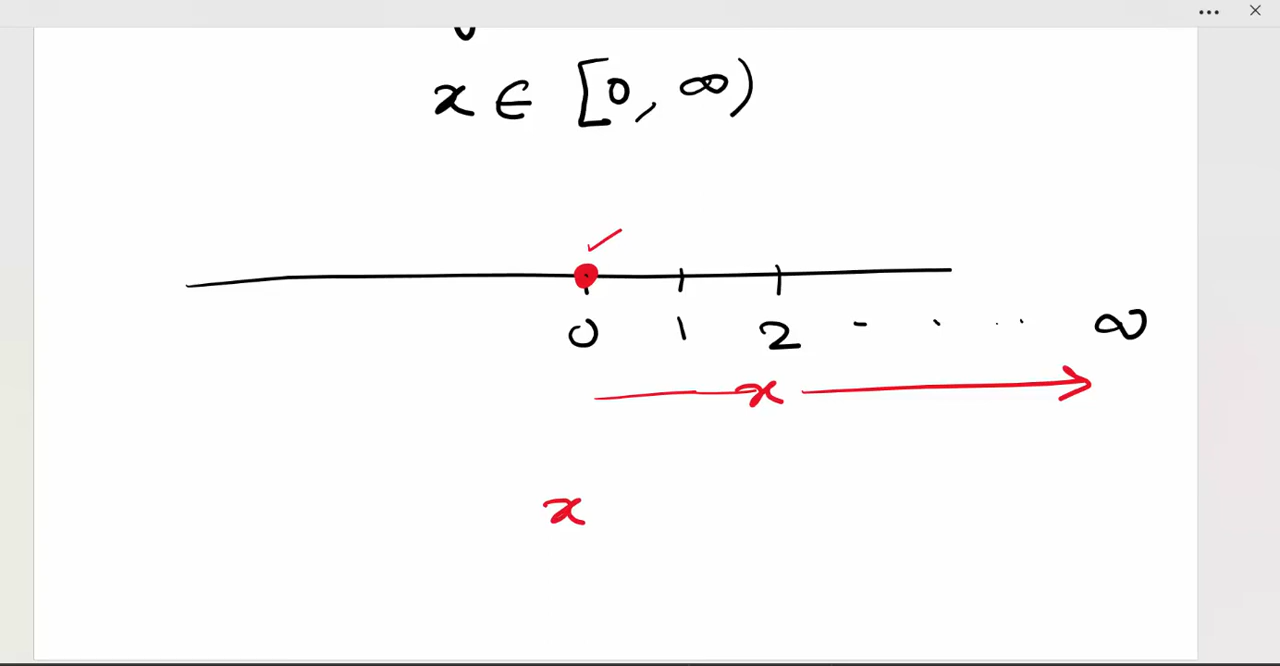 x ∈ [0, ∞)
0 1 2 - . . . ∞
x
x